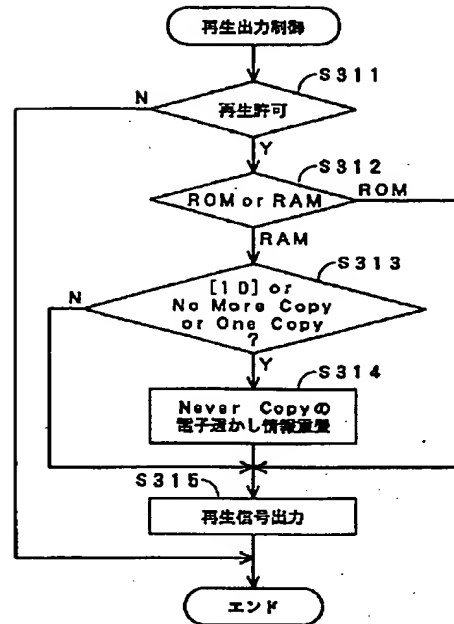 再生出力制御
S311
N
再生許可
Y
S312
ROM or RAM
ROM
RAM
S313
N
[10] or
No More Copy
or One Copy
?
Y
S314
Never Copyの
電子透かし情報重畳
S315
再生信号出力
エンド